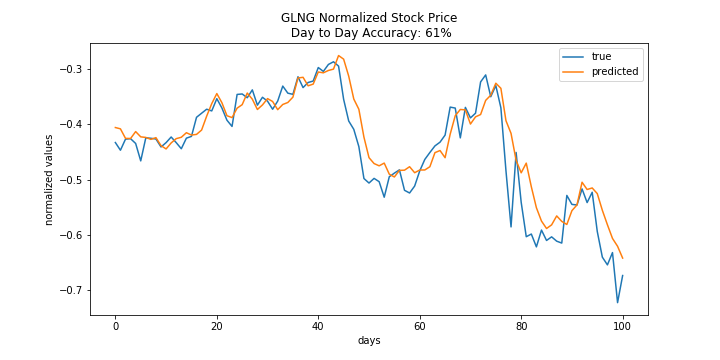 GLNG Normalized Stock Price
Day to Day Accuracy: 61%
true
predicted
normalized values
−0.3
−0.4
−0.5
−0.6
−0.7
0
20
40
60
80
100
days